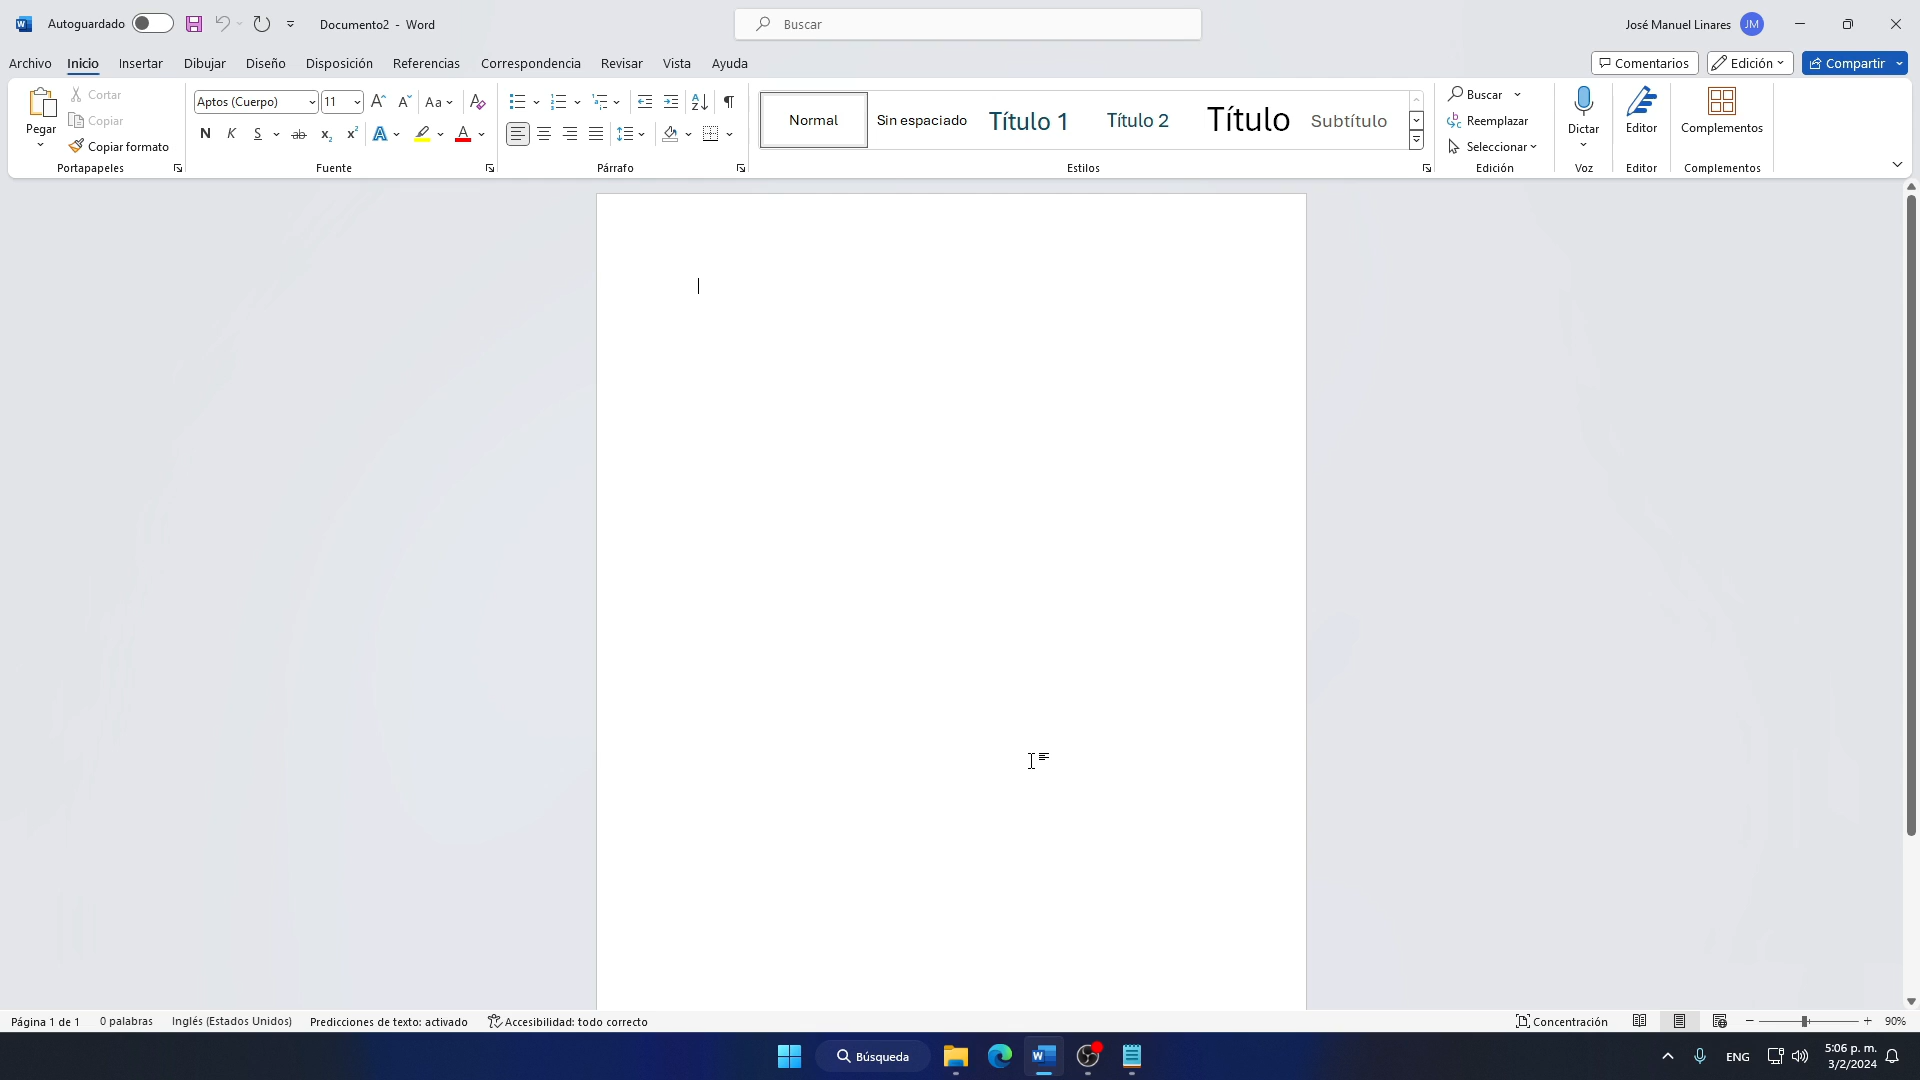 Autoguardado Documento2 - Word Buscar José Manuel Linares JM
Archivo Inicio Insertar Dibujar Diseño Disposición Referencias Correspondencia Revisar Vista Ayuda Comentarios Edición Compartir
Pegar Cortar Copiar Copiar formato
Portapapeles
Aptos (Cuerpo) 11 Aa
N K S ab x₂ x² A A
Fuente
Párrafo
Normal Sin espaciado Título 1 Título 2 Título Subtítulo
Estilos
Buscar
Reemplazar
Seleccionar
Edición
Dictar
Voz
Editor
Editor
Complementos
Complementos
Página 1 de 1 0 palabras Inglés (Estados Unidos) Predicciones de texto: activado Accesibilidad: todo correcto Concentración 90%
Búsqueda ENG 5:06 p. m.
3/2/2024